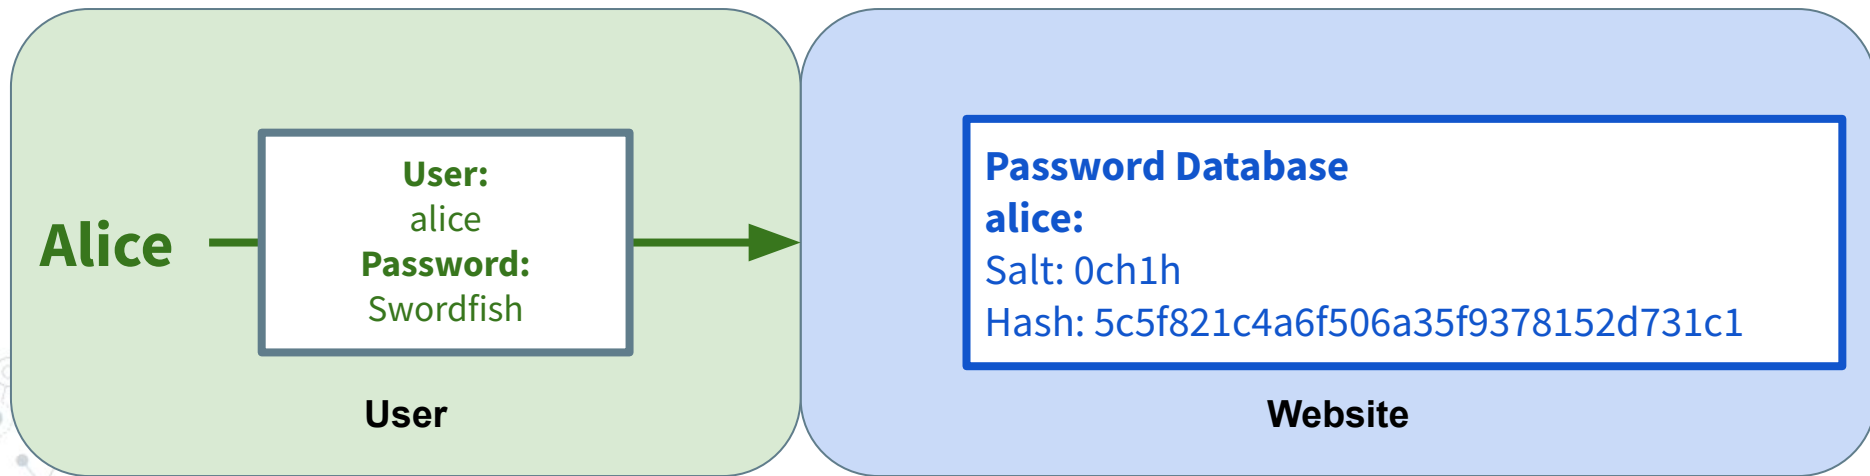 Alice
User:
alice
Password:
Swordfish
User
Password Database
alice:
Salt: 0ch1h
Hash: 5c5f821c4a6f506a35f9378152d731c1
Website